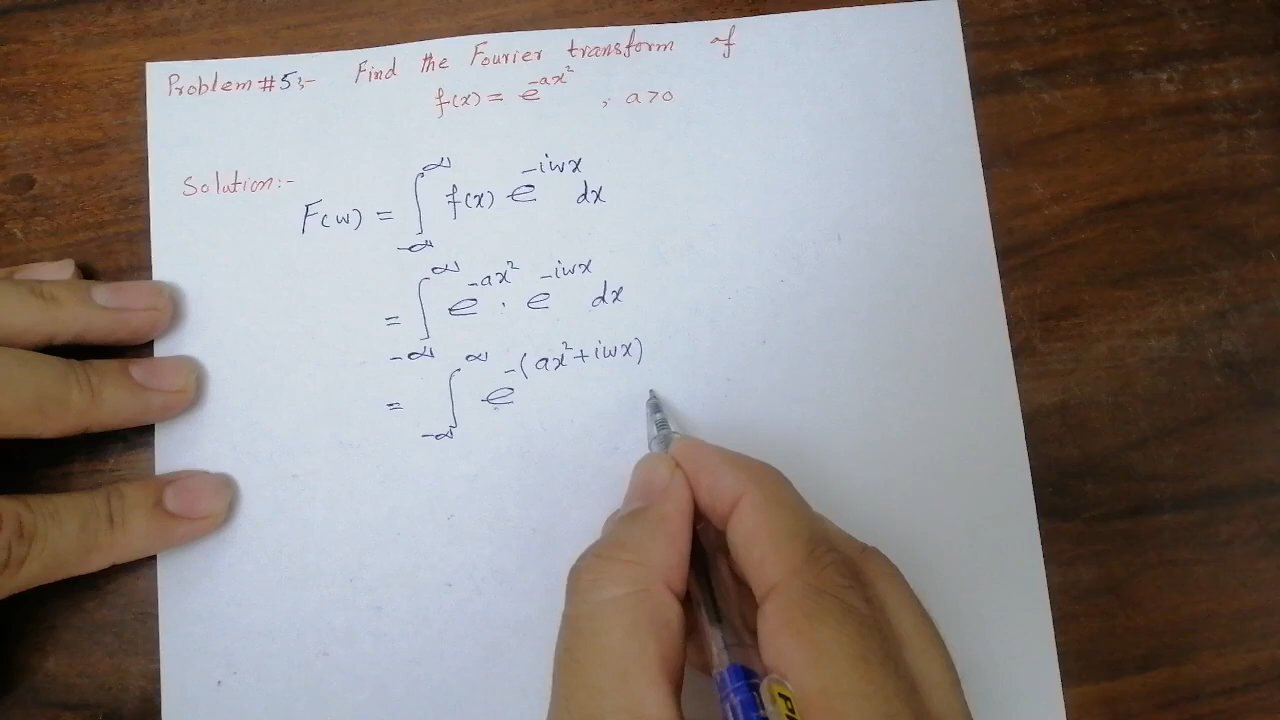 Problem #5:- Find the Fourier transform of
f(x) = e^{-ax²} , a>0
Solution:-
F(w) = ∫_{-∞}^{∞} f(x) e^{-iwx} dx
= ∫_{-∞}^{∞} e^{-ax²} . e^{-iwx} dx
= ∫_{-∞}^{∞} e^{-(ax²+iwx)}